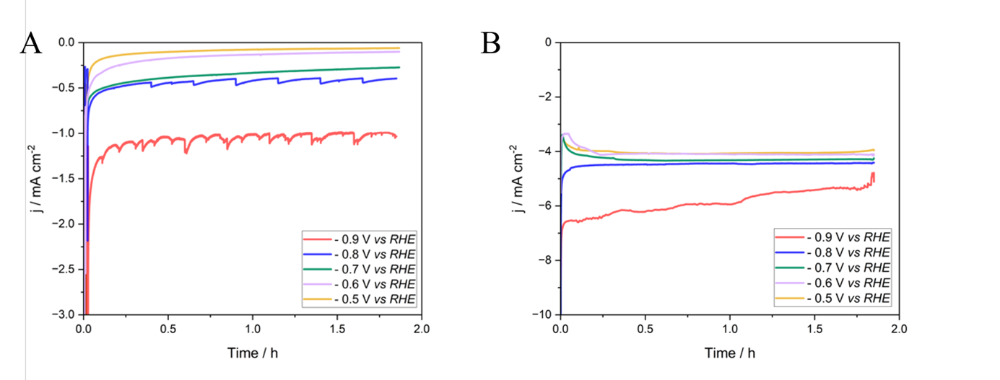 A
0.0
−0.5
−1.0
−1.5
−2.0
−2.5
−3.0
j / mA cm-2
0.0 0.5 1.0 1.5 2.0
Time / h
- 0.9 V vs RHE
- 0.8 V vs RHE
- 0.7 V vs RHE
- 0.6 V vs RHE
- 0.5 V vs RHE
B
0
−2
−4
−6
−8
−10
j / mA cm-2
0.0 0.5 1.0 1.5 2.0
Time / h
- 0.9 V vs RHE
- 0.8 V vs RHE
- 0.7 V vs RHE
- 0.6 V vs RHE
- 0.5 V vs RHE